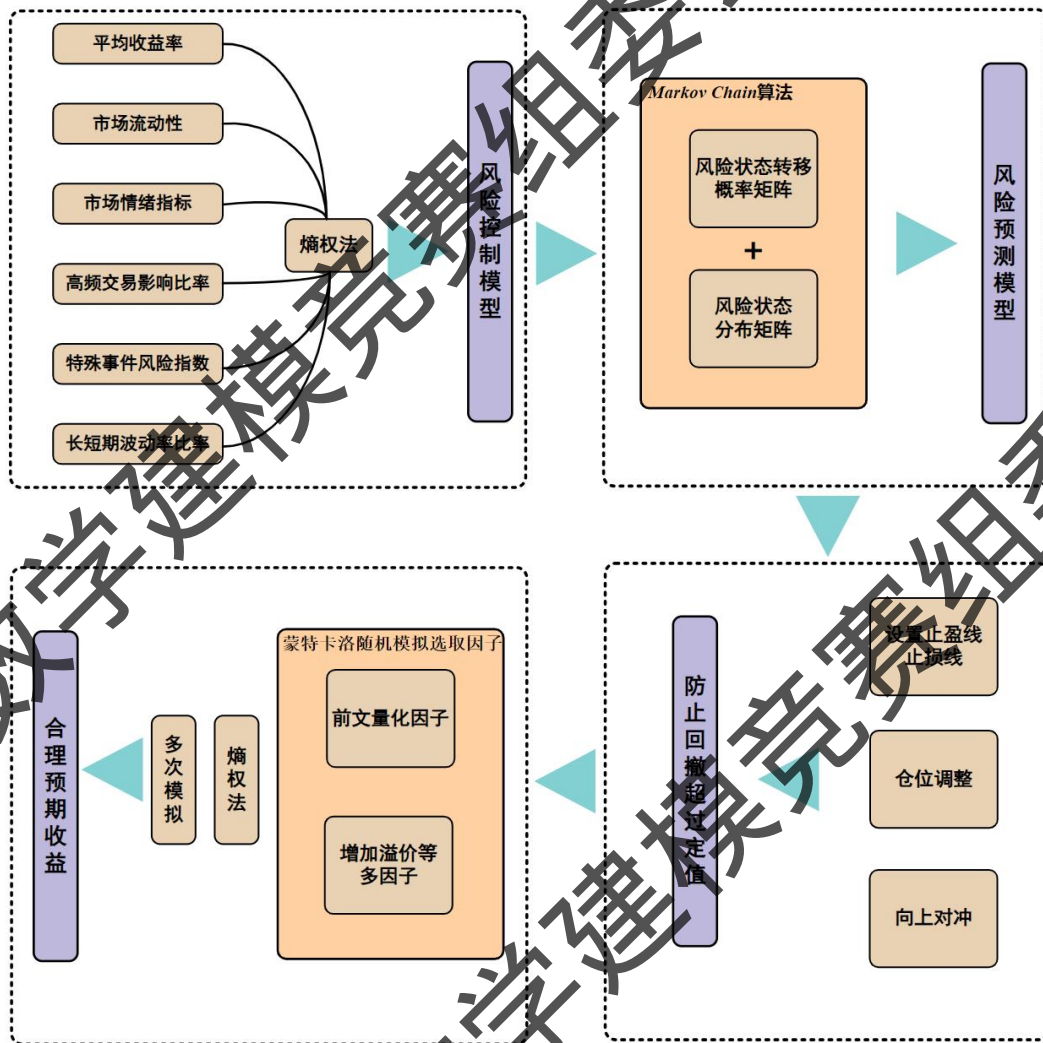 平均收益率
市场流动性
市场情绪指标
高频交易影响比率
特殊事件风险指数
长短期波动率比率
熵权法
风险控制模型
Markov Chain算法
风险状态转移
概率矩阵
+
风险状态
分布矩阵
风险预测模型
设置止盈线
止损线
仓位调整
向上对冲
防止回撤超过定值
蒙特卡洛随机模拟选取因子
前文量化因子
增加溢价等
多因子
熵权法
多次模拟
合理预期收益
数学建模竞赛组委
数学建模竞赛组委